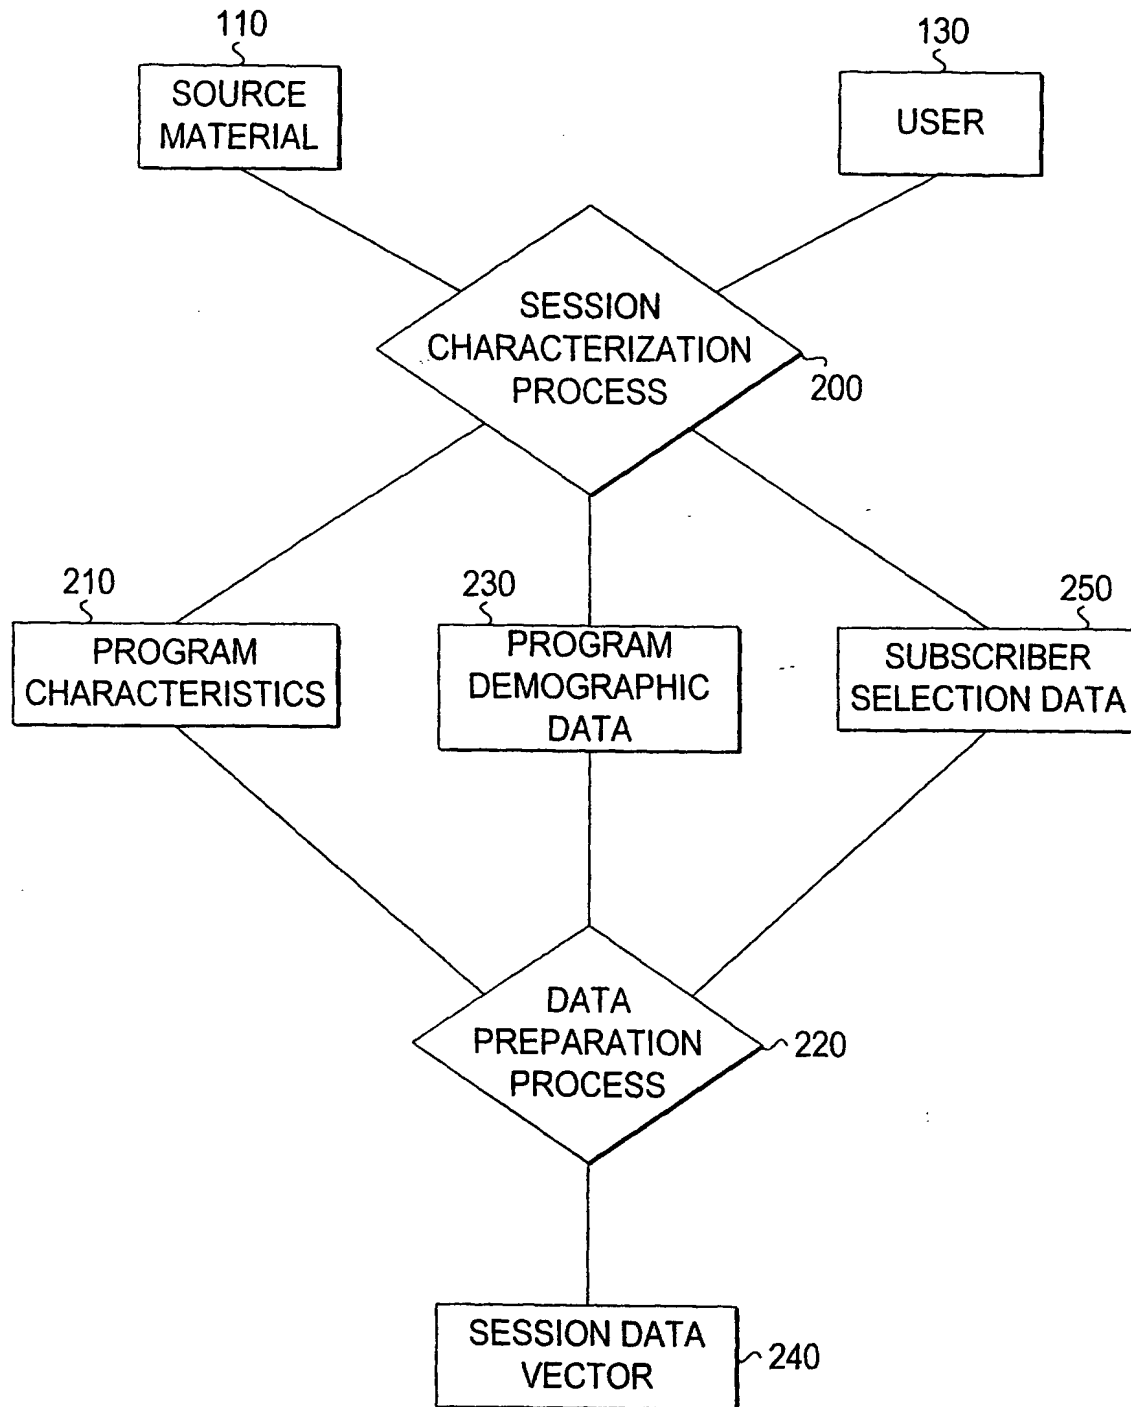 110
SOURCE
MATERIAL
130
USER
SESSION
CHARACTERIZATION
PROCESS
200
210
PROGRAM
CHARACTERISTICS
230
PROGRAM
DEMOGRAPHIC
DATA
250
SUBSCRIBER
SELECTION DATA
DATA
PREPARATION
PROCESS
220
SESSION DATA
VECTOR
240